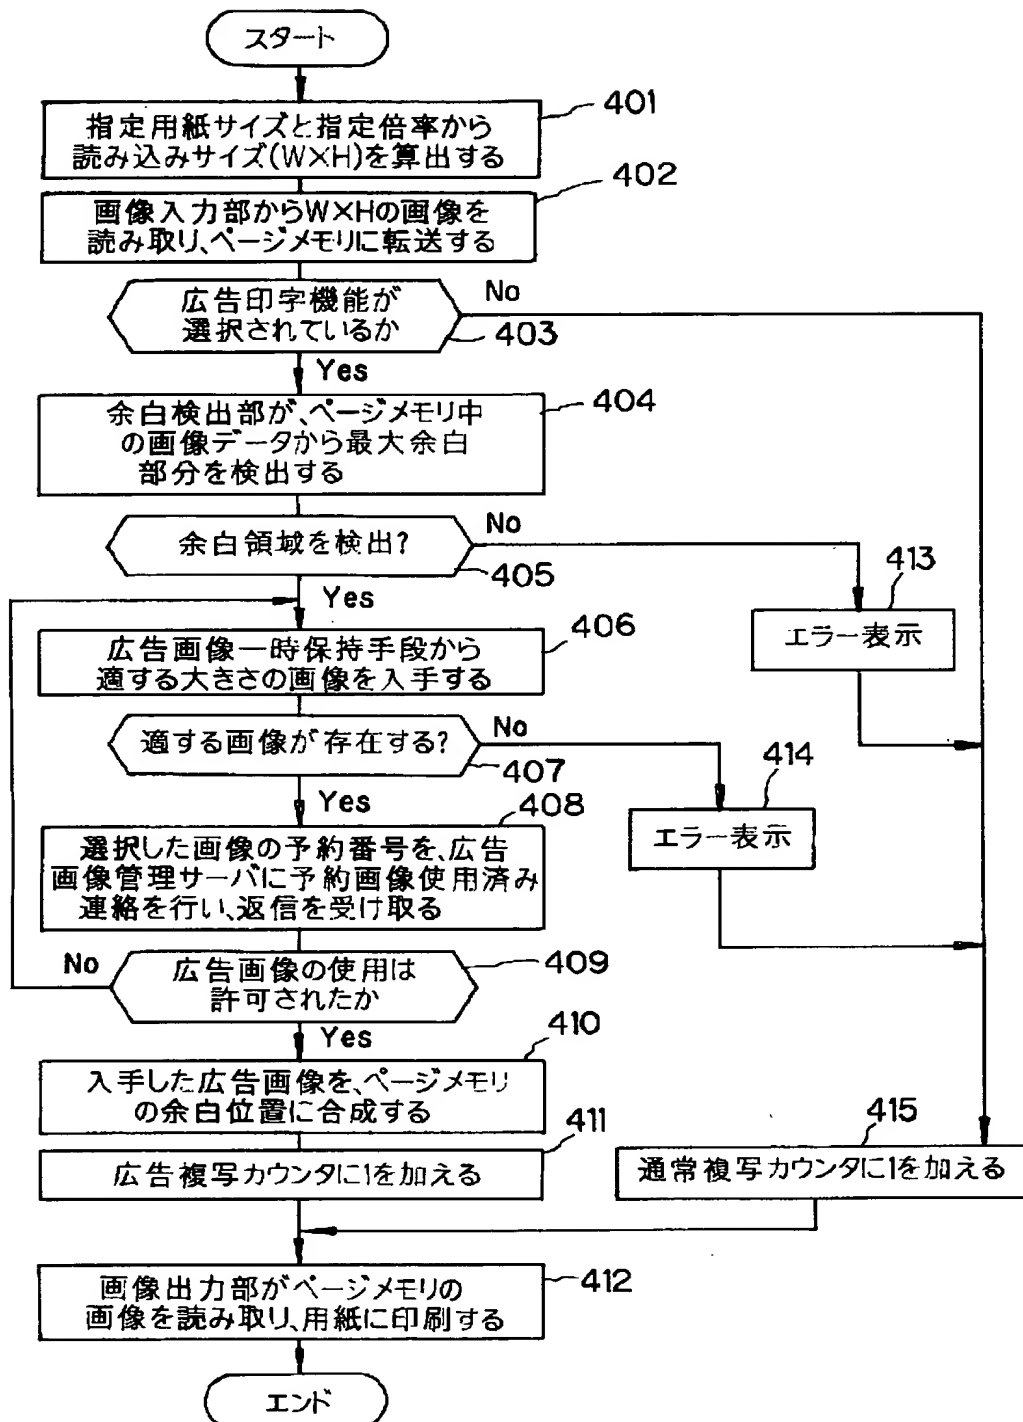 スタート
401
指定用紙サイズと指定倍率から
読み込みサイズ(W×H)を算出する
402
画像入力部からW×Hの画像を
読み取り、ページメモリに転送する
広告印字機能が
選択されているか
No
403
Yes
404
余白検出部が、ページメモリ中
の画像データから最大余白
部分を検出する
余白領域を検出?
No
405
Yes
413
エラー表示
406
広告画像一時保持手段から
適する大きさの画像を入手する
適する画像が存在する?
No
407
Yes
414
エラー表示
408
選択した画像の予約番号を、広告
画像管理サーバに予約画像使用済み
連絡を行い、返信を受け取る
No
広告画像の使用は
許可されたか
409
Yes
410
入手した広告画像を、ページメモリ
の余白位置に合成する
411
広告複写カウンタに1を加える
415
通常複写カウンタに1を加える
画像出力部がページメモリの
画像を読み取り、用紙に印刷する
412
エンド